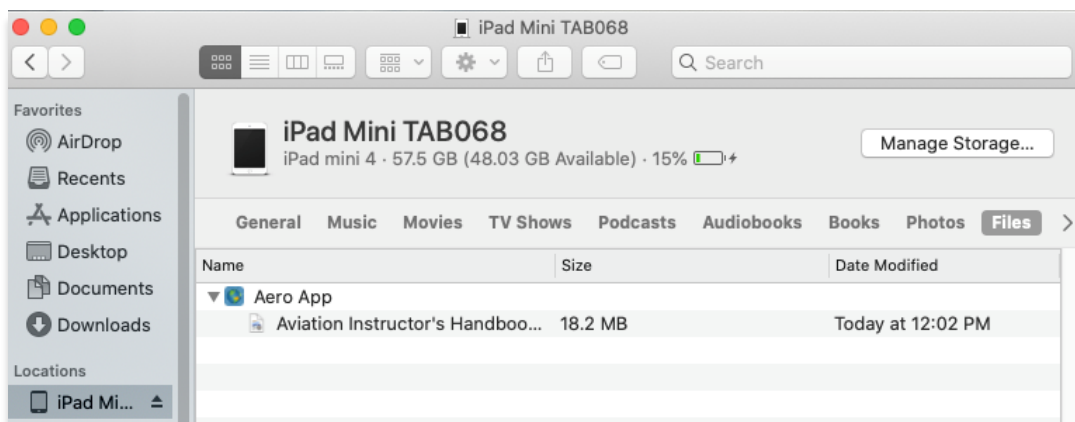 iPad Mini TAB068
Search
Favorites
AirDrop
Recents
Applications
Desktop
Documents
Downloads
Locations
iPad Mi...
iPad Mini TAB068
iPad mini 4 · 57.5 GB (48.03 GB Available) · 15%
Manage Storage...
General Music Movies TV Shows Podcasts Audiobooks Books Photos Files
Name Size Date Modified
Aero App
Aviation Instructor's Handboo... 18.2 MB Today at 12:02 PM